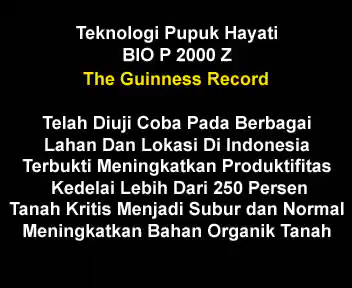 Teknologi Pupuk Hayati
BIO P 2000 Z
The Guinness Record
Telah Diuji Coba Pada Berbagai
Lahan Dan Lokasi Di Indonesia
Terbukti Meningkatkan Produktifitas
Kedelai Lebih Dari 250 Persen
Tanah Kritis Menjadi Subur dan Normal
Meningkatkan Bahan Organik Tanah